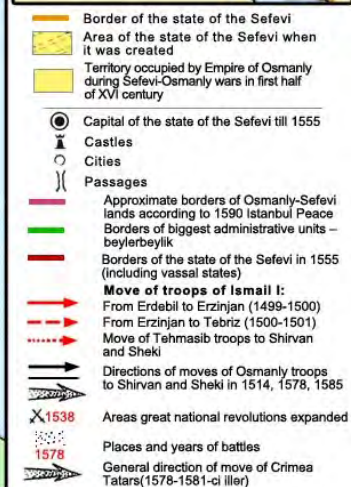 Border of the state of the Sefevi
Area of the state of the Sefevi when
it was created
Territory occupied by Empire of Osmanly
during Sefevi-Osmanly wars in first half
of XVI century
Capital of the state of the Sefevi till 1555
Castles
Cities
Passages
Approximate borders of Osmanly-Sefevi
lands according to 1590 Istanbul Peace
Borders of biggest administrative units –
beylerbeylik
Borders of the state of the Sefevi in 1555
(including vassal states)
Move of troops of Ismail I:
From Erdebil to Erzinjan (1499-1500)
From Erzinjan to Tebriz (1500-1501)
Move of Tehmasib troops to Shirvan
and Sheki
Directions of moves of Osmanly troops
to Shirvan and Sheki in 1514, 1578, 1585
1538 Areas great national revolutions expanded
Places and years of battles
1578
General direction of move of Crimea
Tatars(1578-1581-ci iller)